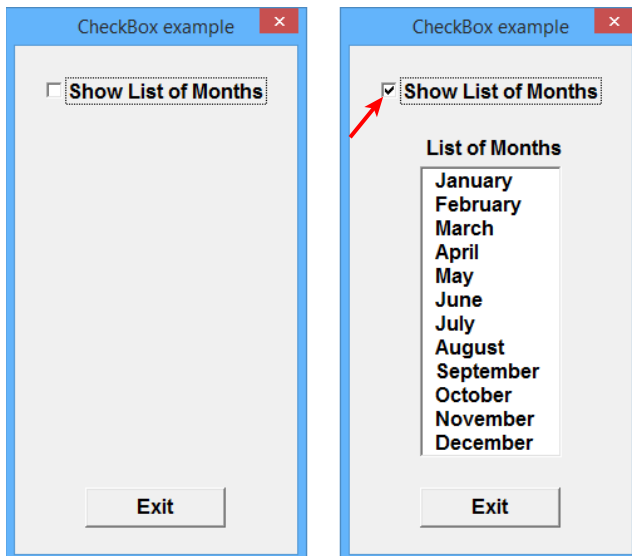 CheckBox example
Show List of Months
Exit
CheckBox example
Show List of Months
List of Months
January
February
March
April
May
June
July
August
September
October
November
December
Exit